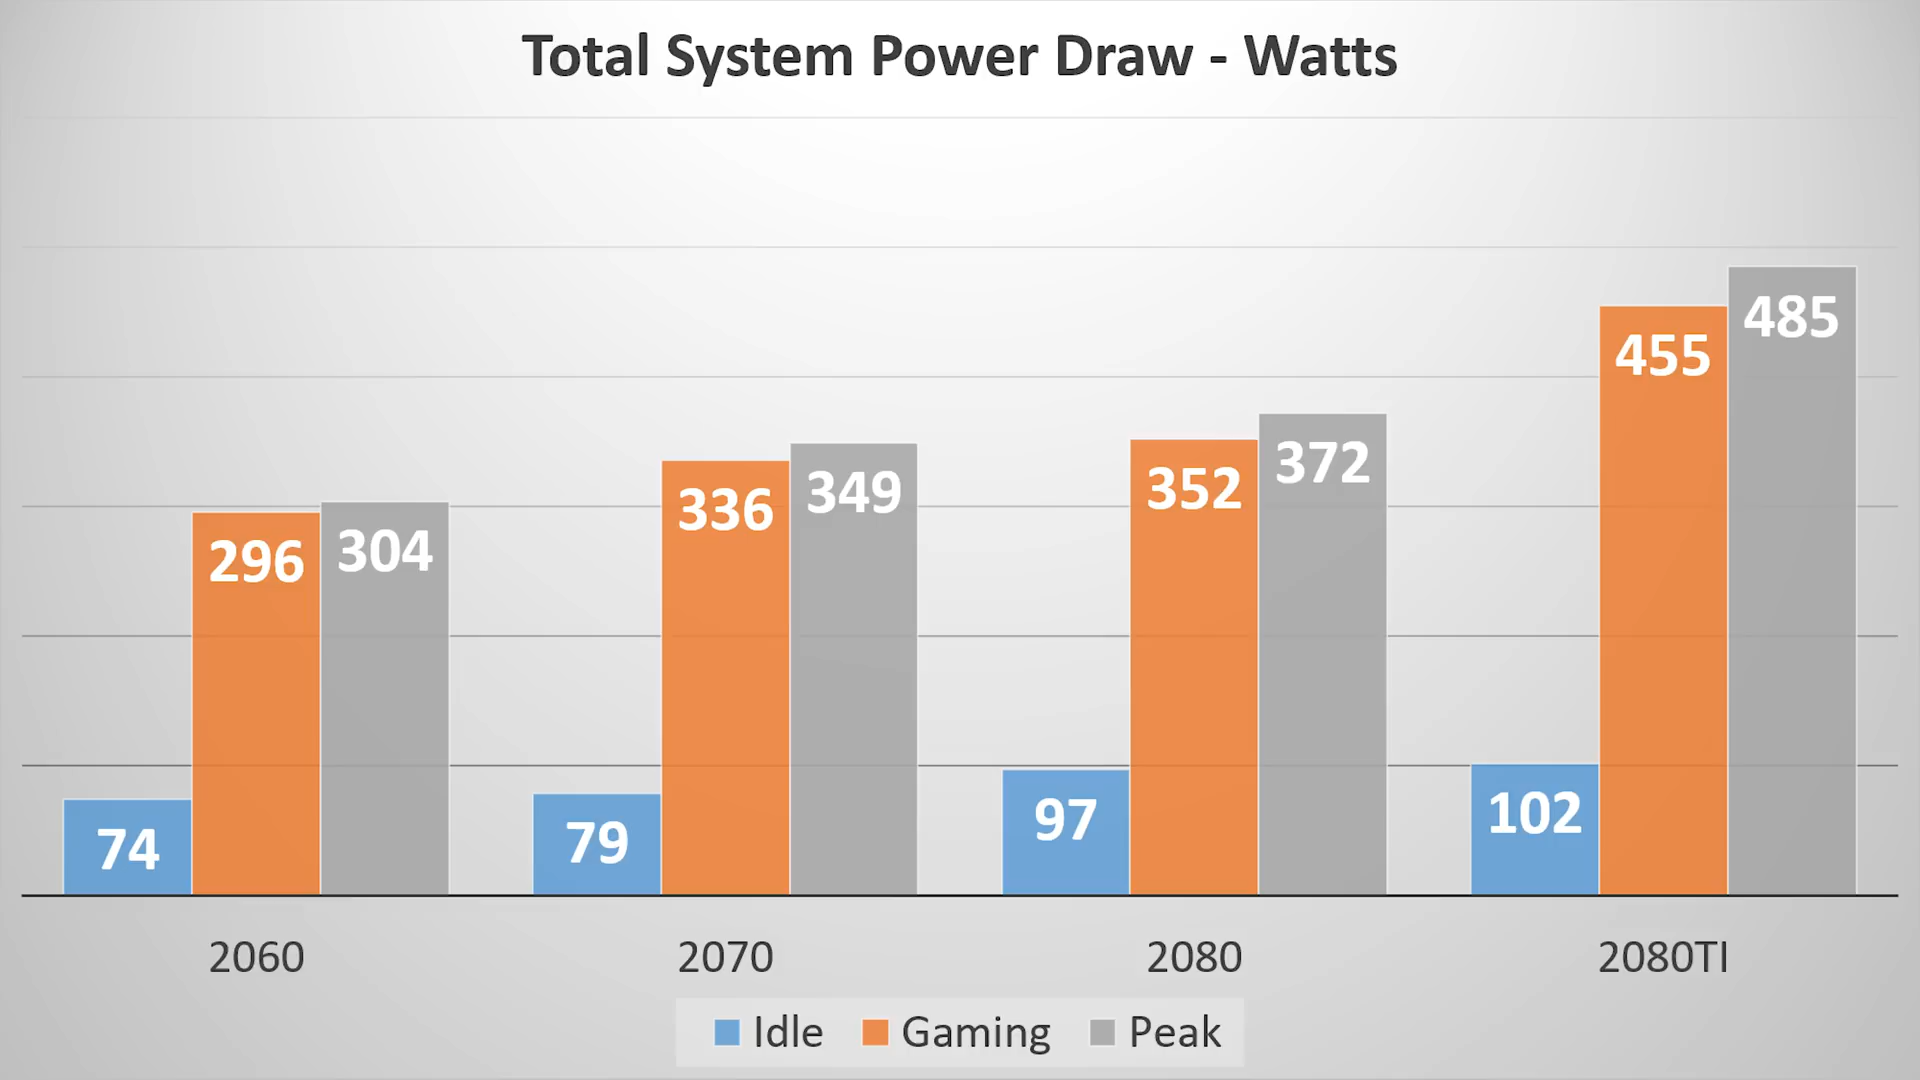 Total System Power Draw - Watts
74 296 304 79 336 349 97 352 372 102 455 485
2060 2070 2080 2080TI
Idle Gaming Peak